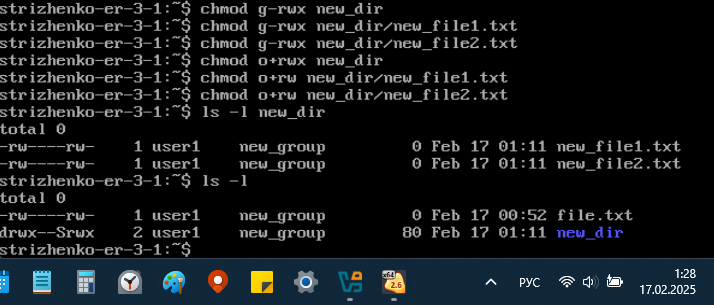 strizhenko-er-3-1:~$ chmod g-rwx new_dir
strizhenko-er-3-1:~$ chmod g-rwx new_dir/new_file1.txt
strizhenko-er-3-1:~$ chmod g-rwx new_dir/new_file2.txt
strizhenko-er-3-1:~$ chmod o+rwx new_dir
strizhenko-er-3-1:~$ chmod o+rw new_dir/new_file1.txt
strizhenko-er-3-1:~$ chmod o+rw new_dir/new_file2.txt
strizhenko-er-3-1:~$ ls -l new_dir
total 0
-rw----rw-    1 user1    new_group        0 Feb 17 01:11 new_file1.txt
-rw----rw-    1 user1    new_group        0 Feb 17 01:11 new_file2.txt
strizhenko-er-3-1:~$ ls -l
total 0
-rw----rw-    1 user1    new_group        0 Feb 17 00:52 file.txt
drwx--Srwx    2 user1    new_group       80 Feb 17 01:11 new_dir
strizhenko-er-3-1:~$
x64
2.6
РУС
1:28
17.02.2025